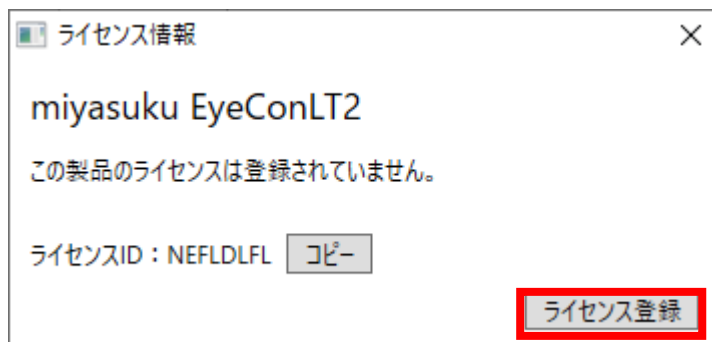 ライセンス情報
miyasuku EyeConLT2
この製品のライセンスは登録されていません。
ライセンスID：NEFLDLFL コピー
ライセンス登録